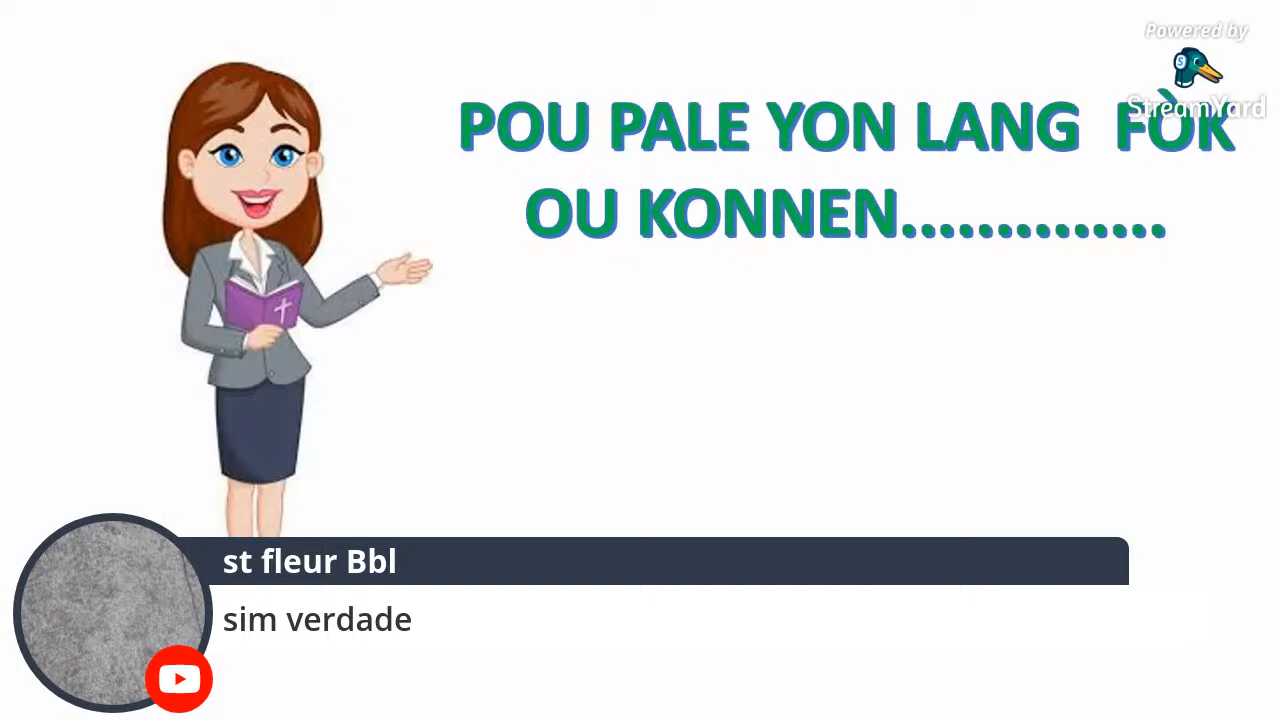 Powered by
StreamYard
POU PALE YON LANG FÒK
OU KONNEN..............
st fleur Bbl
sim verdade